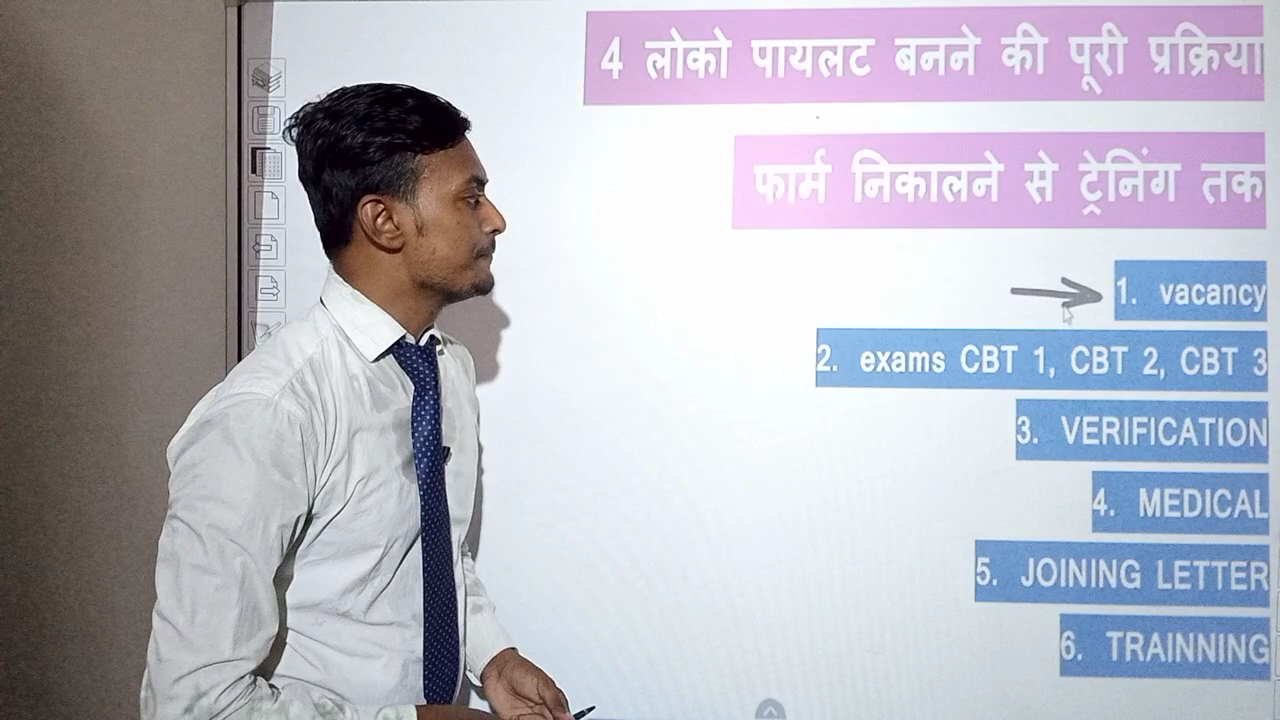 4 लोको पायलट बनने की पूरी प्रक्रिया
फार्म निकालने से ट्रेनिंग तक
1. vacancy
2. exams CBT 1, CBT 2, CBT 3
3. VERIFICATION
4. MEDICAL
5. JOINING LETTER
6. TRAINNING